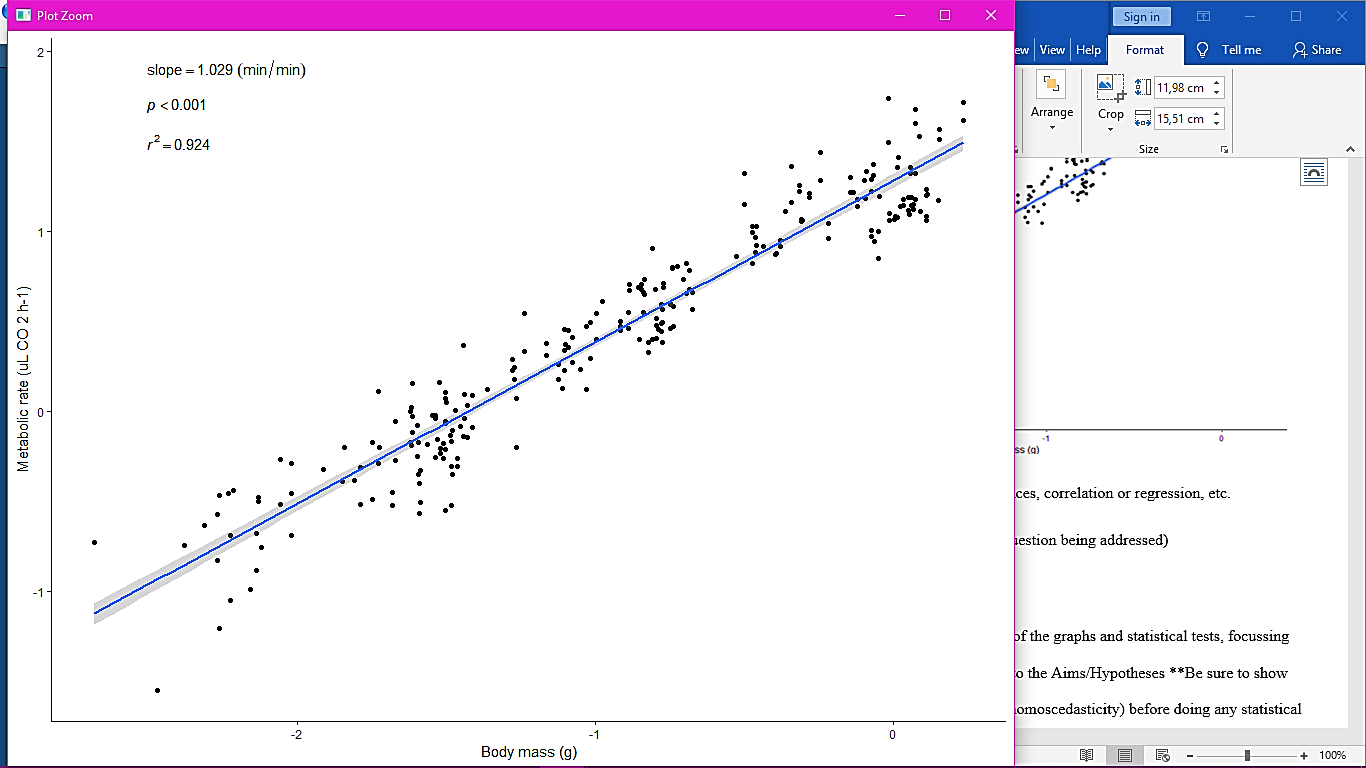 Plot Zoom
slope = 1.029 (min/min)
p < 0.001
r² = 0.924
2
1
0
-1
Metabolic rate (uL CO 2 h-1)
-2
-1
0
Body mass (g)
Sign in
ew
View
Help
Format
Tell me
Share
Arrange
Crop
11,98 cm
15,51 cm
Size
-1
0
ss (g)
ces, correlation or regression, etc.
uestion being addressed)
of the graphs and statistical tests, focussing
o the Aims/Hypotheses **Be sure to show
omoscedasticity) before doing any statistical
100%